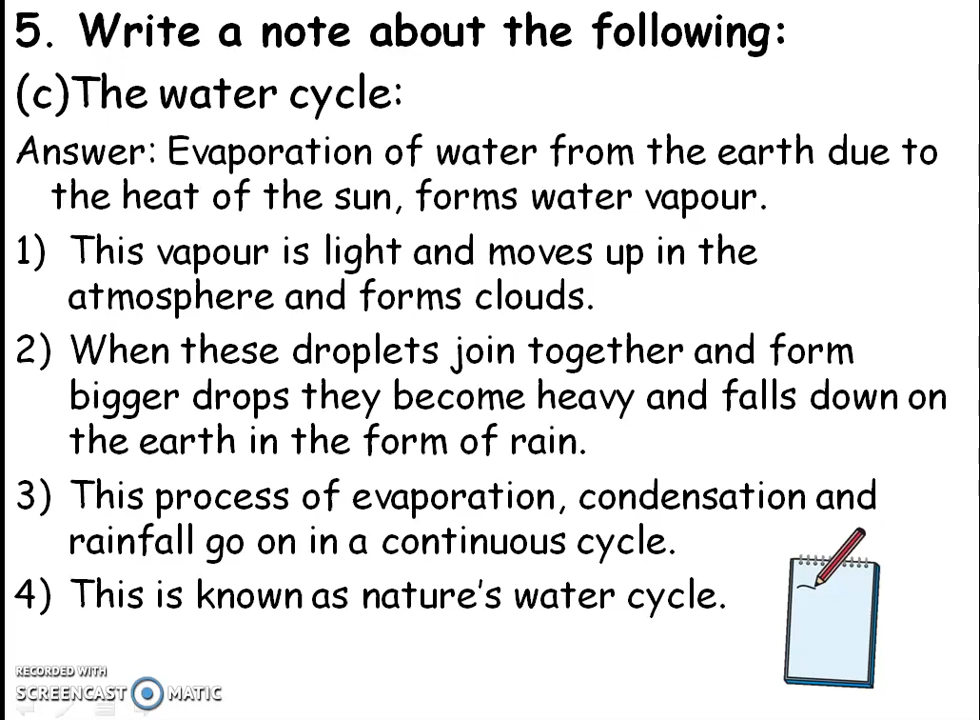 5. Write a note about the following:
(c)The water cycle:
Answer: Evaporation of water from the earth due to
the heat of the sun, forms water vapour.
1) This vapour is light and moves up in the
atmosphere and forms clouds.
2) When these droplets join together and form
bigger drops they become heavy and falls down on
the earth in the form of rain.
3) This process of evaporation, condensation and
rainfall go on in a continuous cycle.
4) This is known as nature's water cycle.
RECORDED WITH
SCREENCAST MATIC